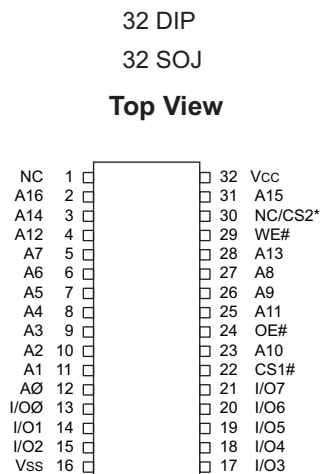 32 DIP
32 SOJ
Top View
NC 1 32 Vcc
A16 2 31 A15
A14 3 30 NC/CS2*
A12 4 29 WE#
A7 5 28 A13
A6 6 27 A8
A5 7 26 A9
A4 8 25 A11
A3 9 24 OE#
A2 10 23 A10
A1 11 22 CS1#
AØ 12 21 I/O7
I/OØ 13 20 I/O6
I/O1 14 19 I/O5
I/O2 15 18 I/O4
Vss 16 17 I/O3